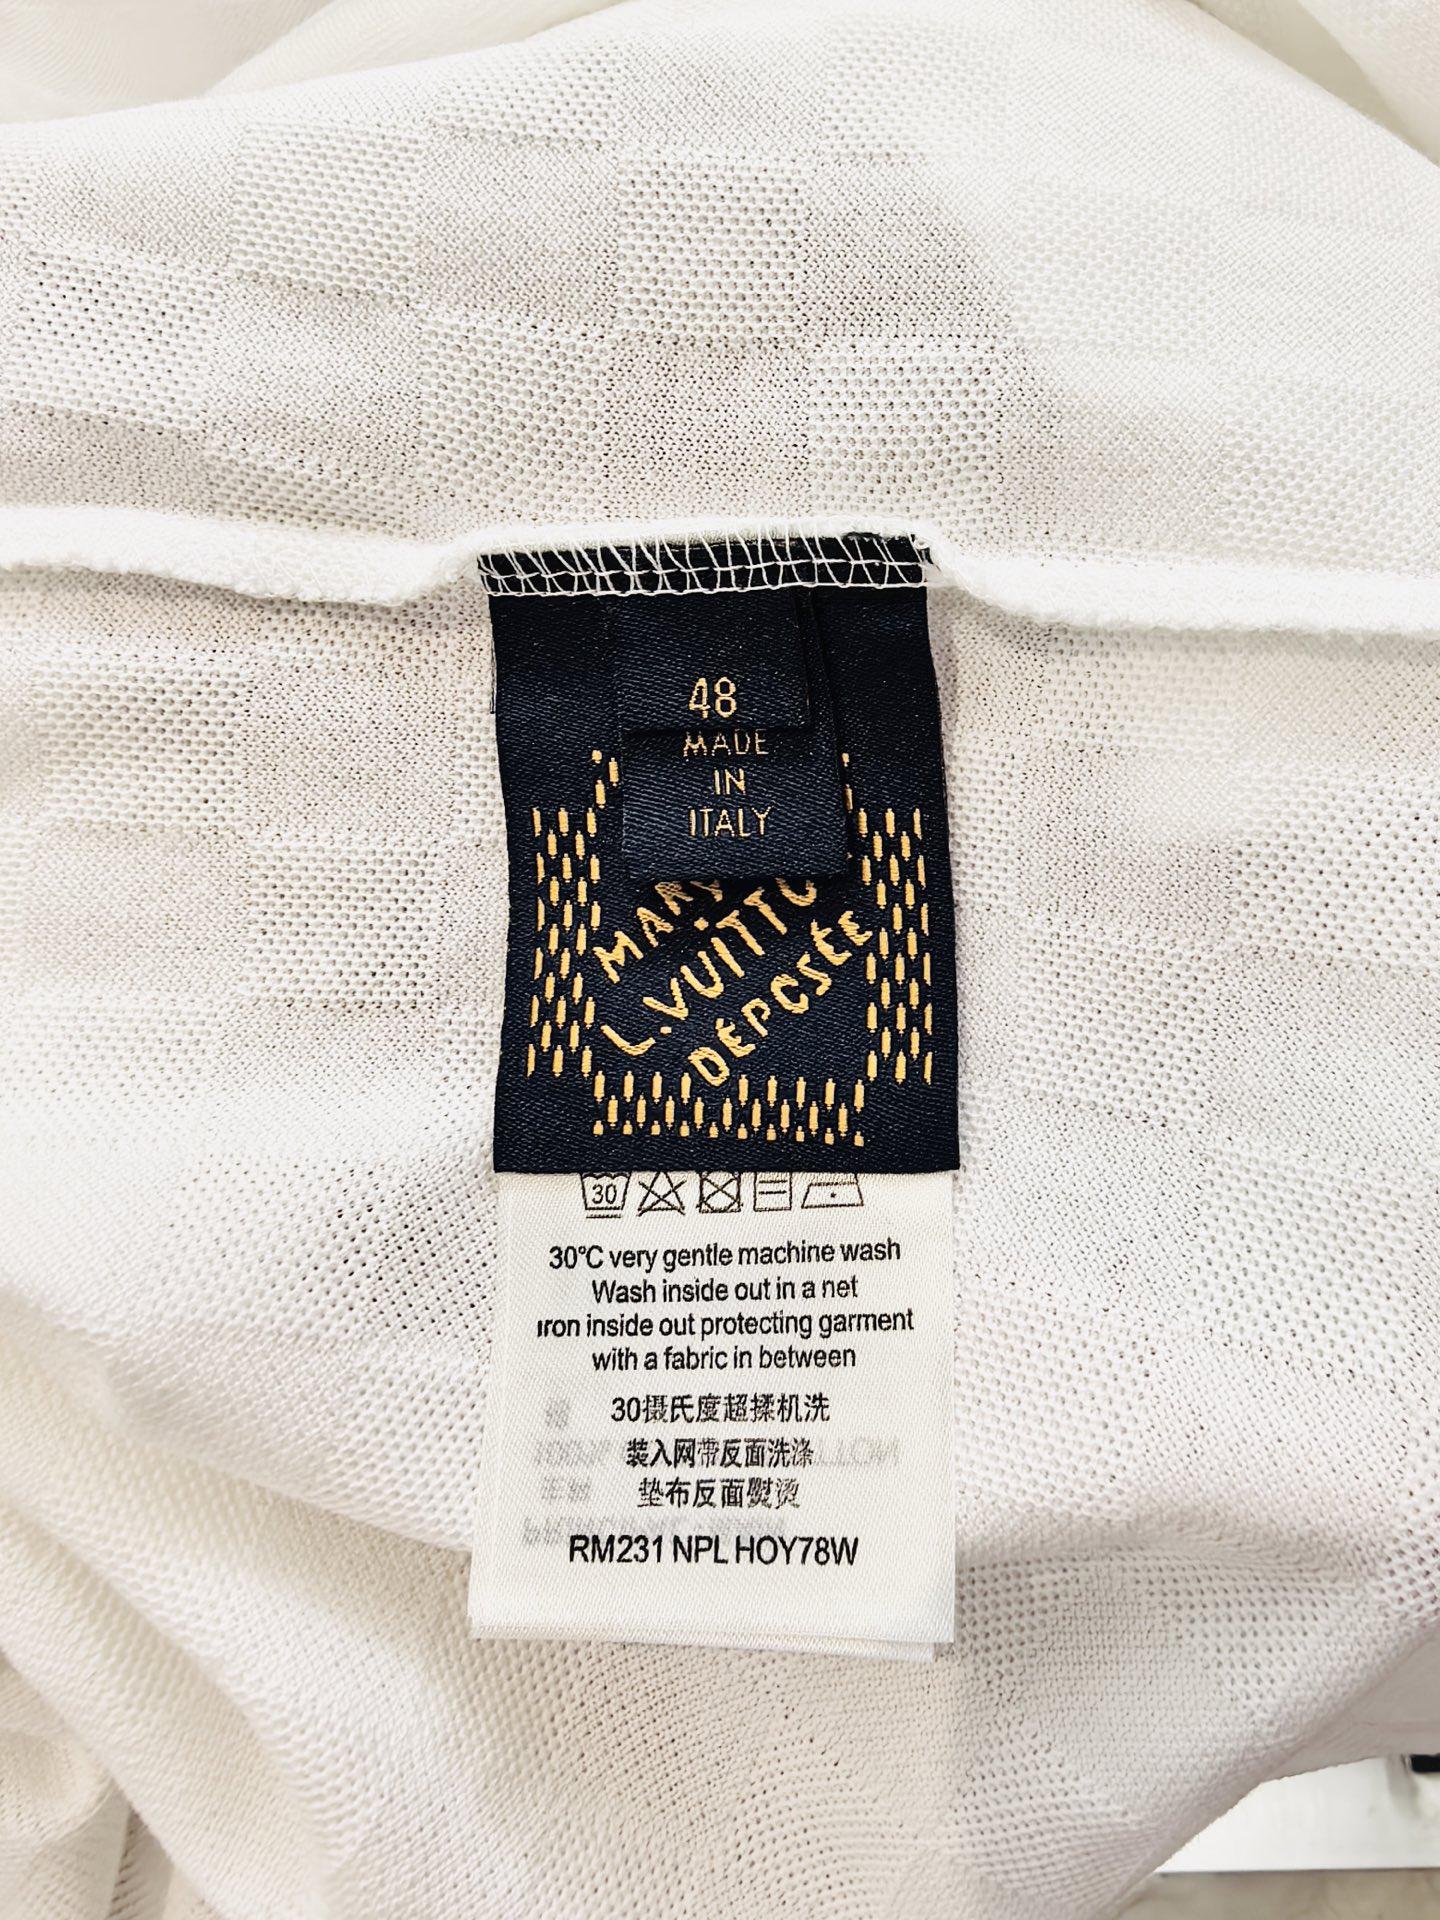 48
MADE
IN
ITALY
L.VUITTO
DÉPOSÉE
30
30°C very gentle machine wash
Wash inside out in a net
iron inside out protecting garment
with a fabric in between
30摄氏度超揉机洗
装入网带反面洗涤
垫布反面熨烫
RM231 NPL HOY78W